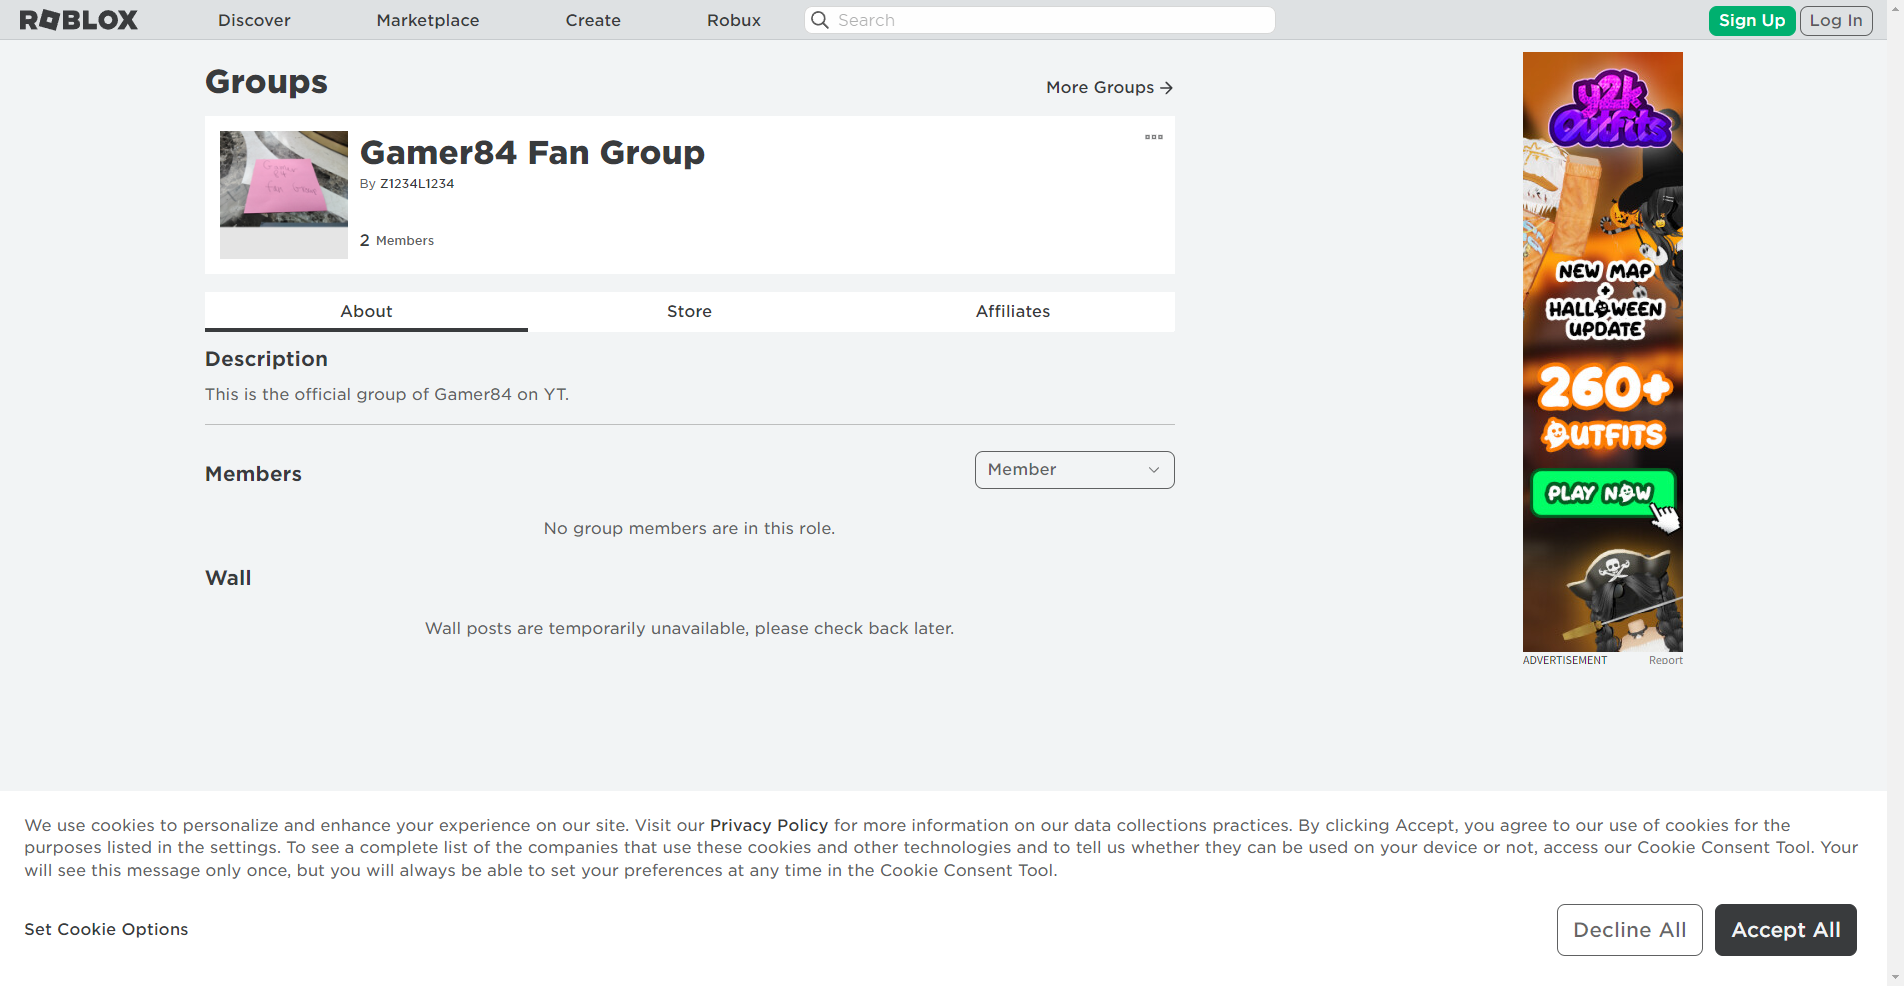 ROBLOX
Discover
Marketplace
Create
Robux
Search
Sign Up
Log In
Groups
More Groups
Gamer
84
fan Group
Gamer84 Fan Group
By Z1234L1234
2 Members
About
Store
Affiliates
Description
This is the official group of Gamer84 on YT.
Members
Member
No group members are in this role.
Wall
Wall posts are temporarily unavailable, please check back later.
y2k
Outfits
NEW MAP
+
HALLOWEEN
UPDATE
260+
OUTFITS
PLAY NOW
ADVERTISEMENT
Report
We use cookies to personalize and enhance your experience on our site. Visit our Privacy Policy for more information on our data collections practices. By clicking Accept, you agree to our use of cookies for the
purposes listed in the settings. To see a complete list of the companies that use these cookies and other technologies and to tell us whether they can be used on your device or not, access our Cookie Consent Tool. Your
will see this message only once, but you will always be able to set your preferences at any time in the Cookie Consent Tool.
Set Cookie Options
Decline All
Accept All